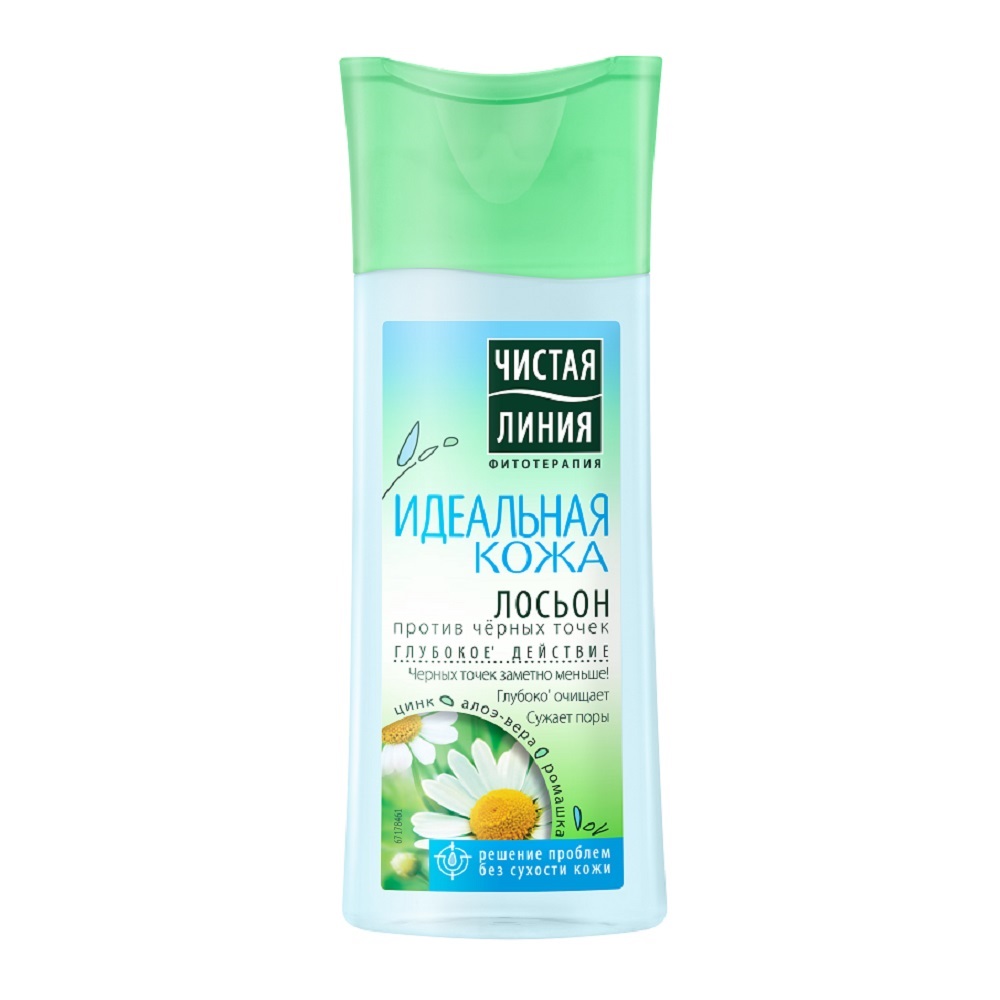 ЧИСТАЯ
ЛИНИЯ
ФИТОТЕРАПИЯ
ИДЕАЛЬНАЯ
КОЖА
ЛОСЬОН
против чёрных точек
ГЛУБОКОЕ' ДЕЙСТВИЕ
Черных точек заметно меньше!
Глубоко' очищает
Сужает поры
цинк алоэ-вера ромашка
67178461
решение проблем
без сухости кожи